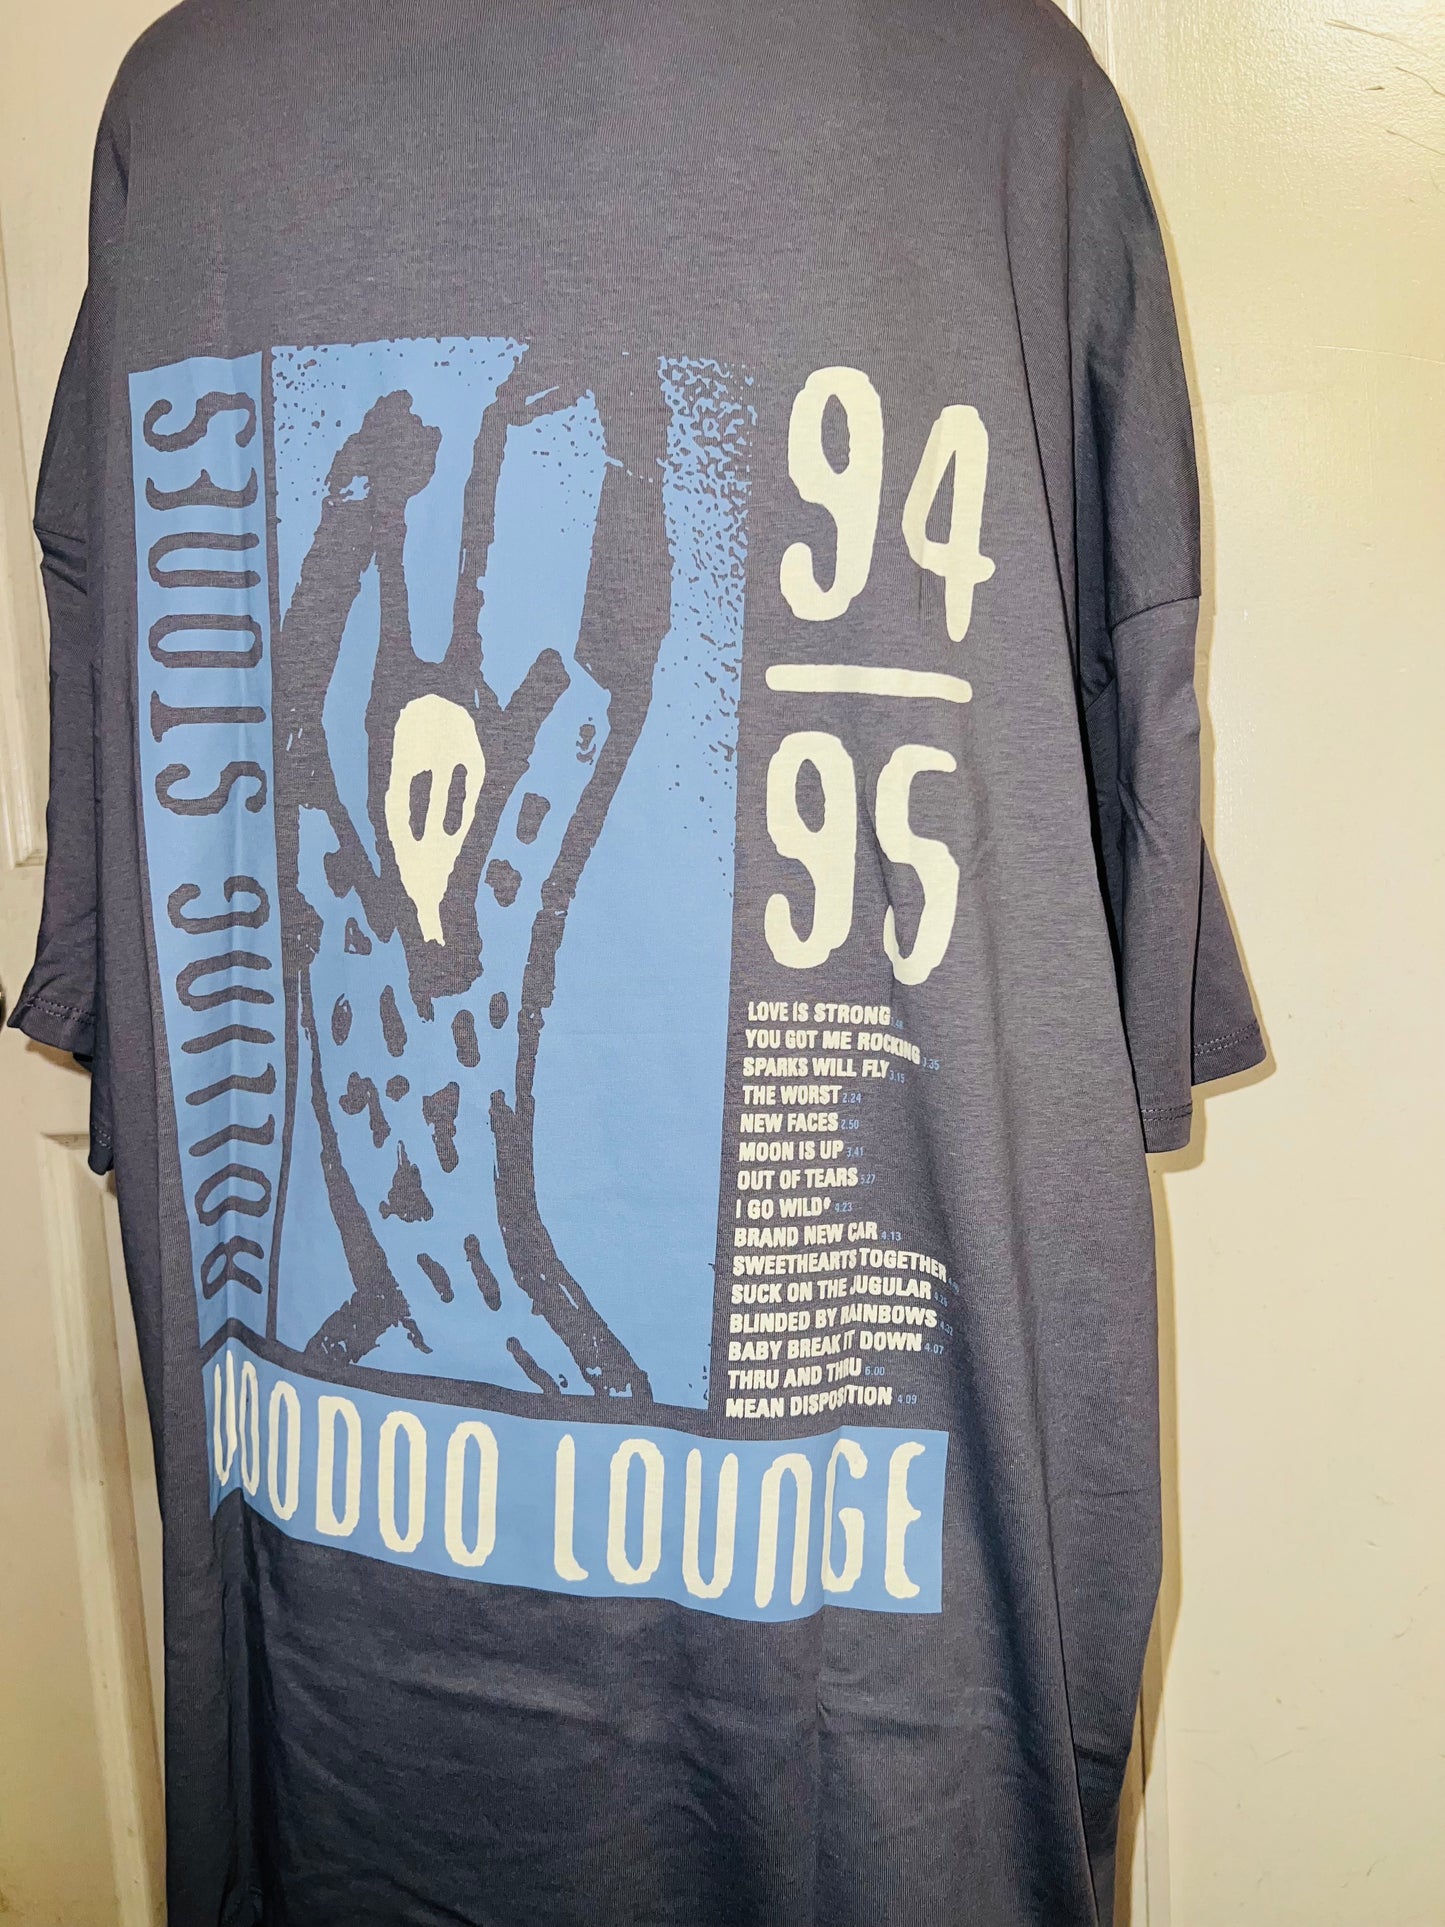 ROLLING STONES
94
95
LOVE IS STRONG
YOU GOT ME ROCKING 3:35
SPARKS WILL FLY 3.15
THE WORST 2.24
NEW FACES 2.50
MOON IS UP 3.41
OUT OF TEARS 5:27
I GO WILD* 4.23
BRAND NEW CAR 4.13
SWEETHEARTS TOGETHER
SUCK ON THE JUGULAR
BLINDED BY RAINBOWS
BABY BREAK IT DOWN 4.07
THRU AND THRU 6.00
MEAN DISPOSITION 4 09
VOODOO LOUNGE